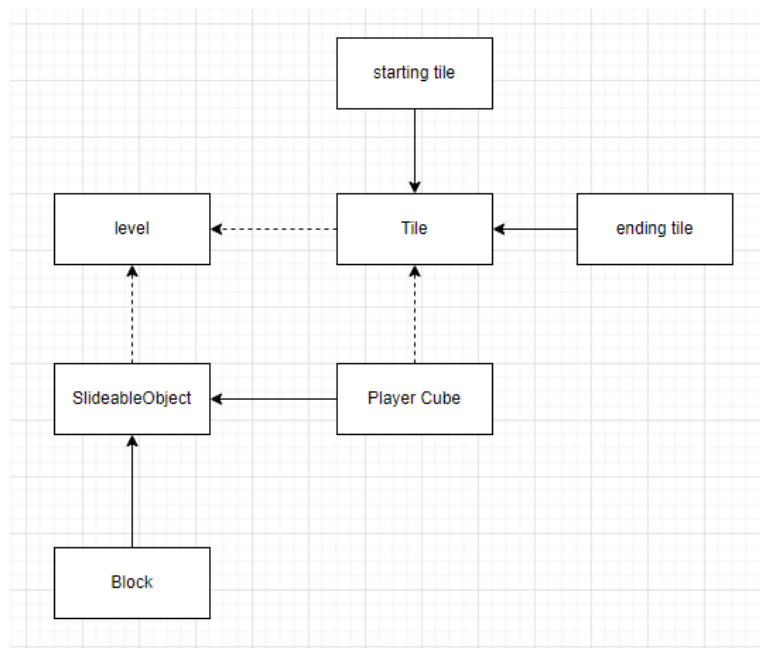 starting tile
level
Tile
ending tile
SlideableObject
Player Cube
Block